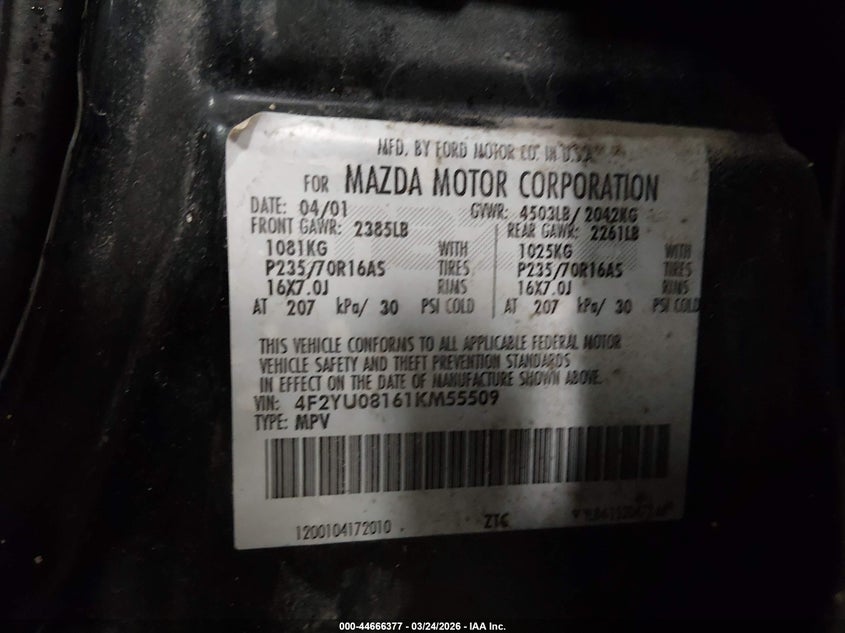 MFD. BY FORD MOTOR CO. IN U.S.A.
FOR MAZDA MOTOR CORPORATION
DATE: 04/01 GVWR: 4503LB/ 2042KG
FRONT GAWR: 2385LB REAR GAWR: 2261LB
1081KG WITH 1025KG WITH
P235/70R16AS TIRES P235/70R16AS TIRES
16X7.0J RIMS 16X7.0J RIMS
AT 207 kPa/ 30 PSI COLD AT 207 kPa/ 30 PSI COLD
THIS VEHICLE CONFORMS TO ALL APPLICABLE FEDERAL MOTOR
VEHICLE SAFETY AND THEFT PREVENTION STANDARDS
IN EFFECT ON THE DATE OF MANUFACTURE SHOWN ABOVE.
VIN: 4F2YU08161KM55509
TYPE: MPV
1200104172010
000-44666377 - 03/24/2026 - IAA Inc.